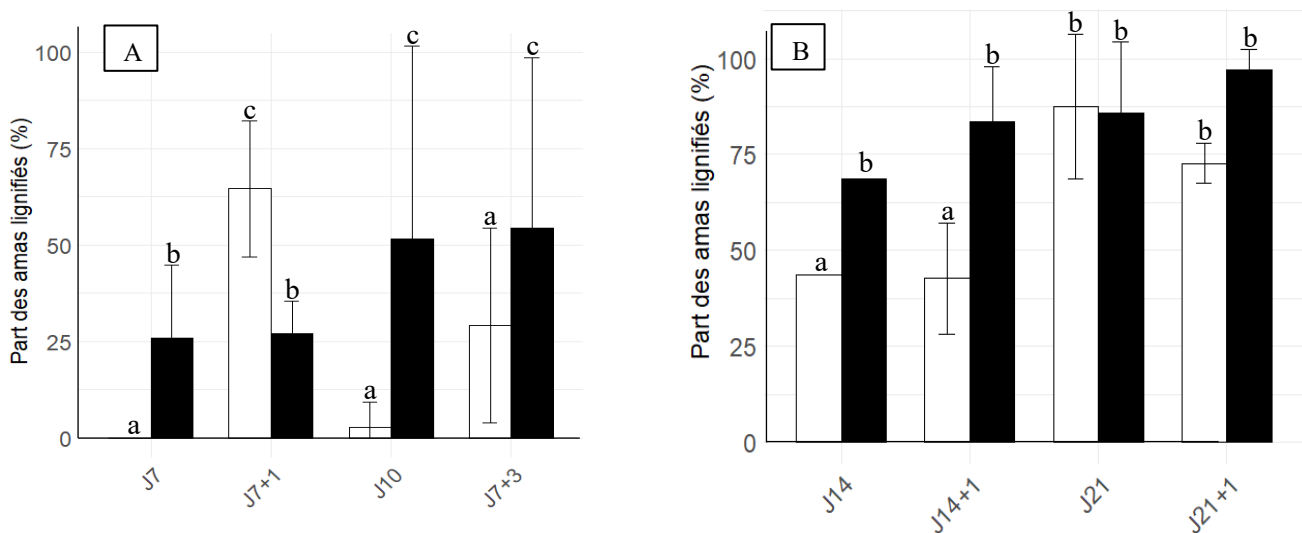 A
Part des amas lignifiés (%)
100
75
50
25
0
a
b
c
b
a
c
a
c
J7
J7+1
J10
J7+3
B
Part des amas lignifiés (%)
100
75
50
25
0
a
b
a
b
b
b
b
b
J14
J14+1
J21
J21+1